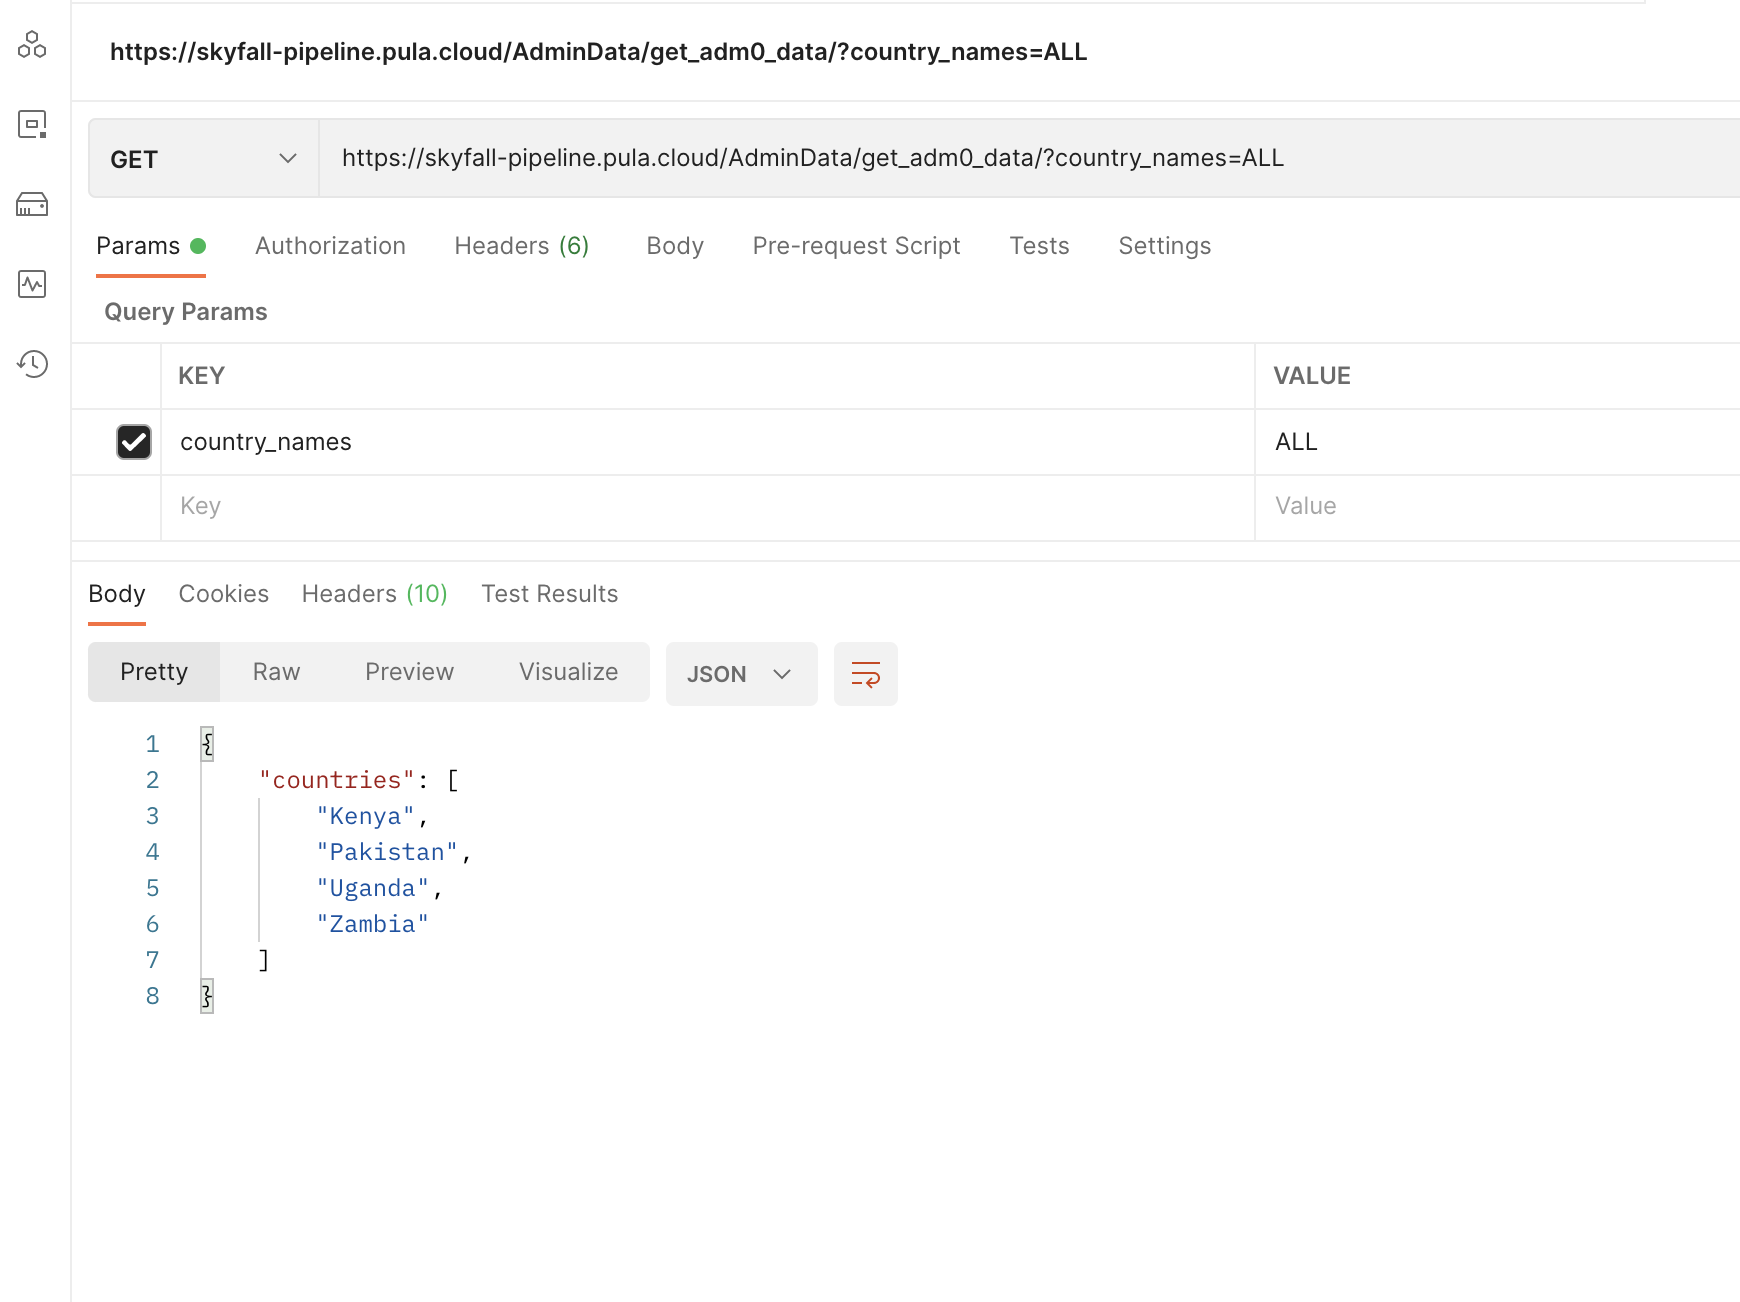 https://skyfall-pipeline.pula.cloud/AdminData/get_adm0_data/?country_names=ALL
GET https://skyfall-pipeline.pula.cloud/AdminData/get_adm0_data/?country_names=ALL
Params Authorization Headers (6) Body Pre-request Script Tests Settings
Query Params
KEY VALUE
country_names ALL
Key Value
Body Cookies Headers (10) Test Results
Pretty Raw Preview Visualize JSON
1 {
2 "countries": [
3 "Kenya",
4 "Pakistan",
5 "Uganda",
6 "Zambia"
7 ]
8 }